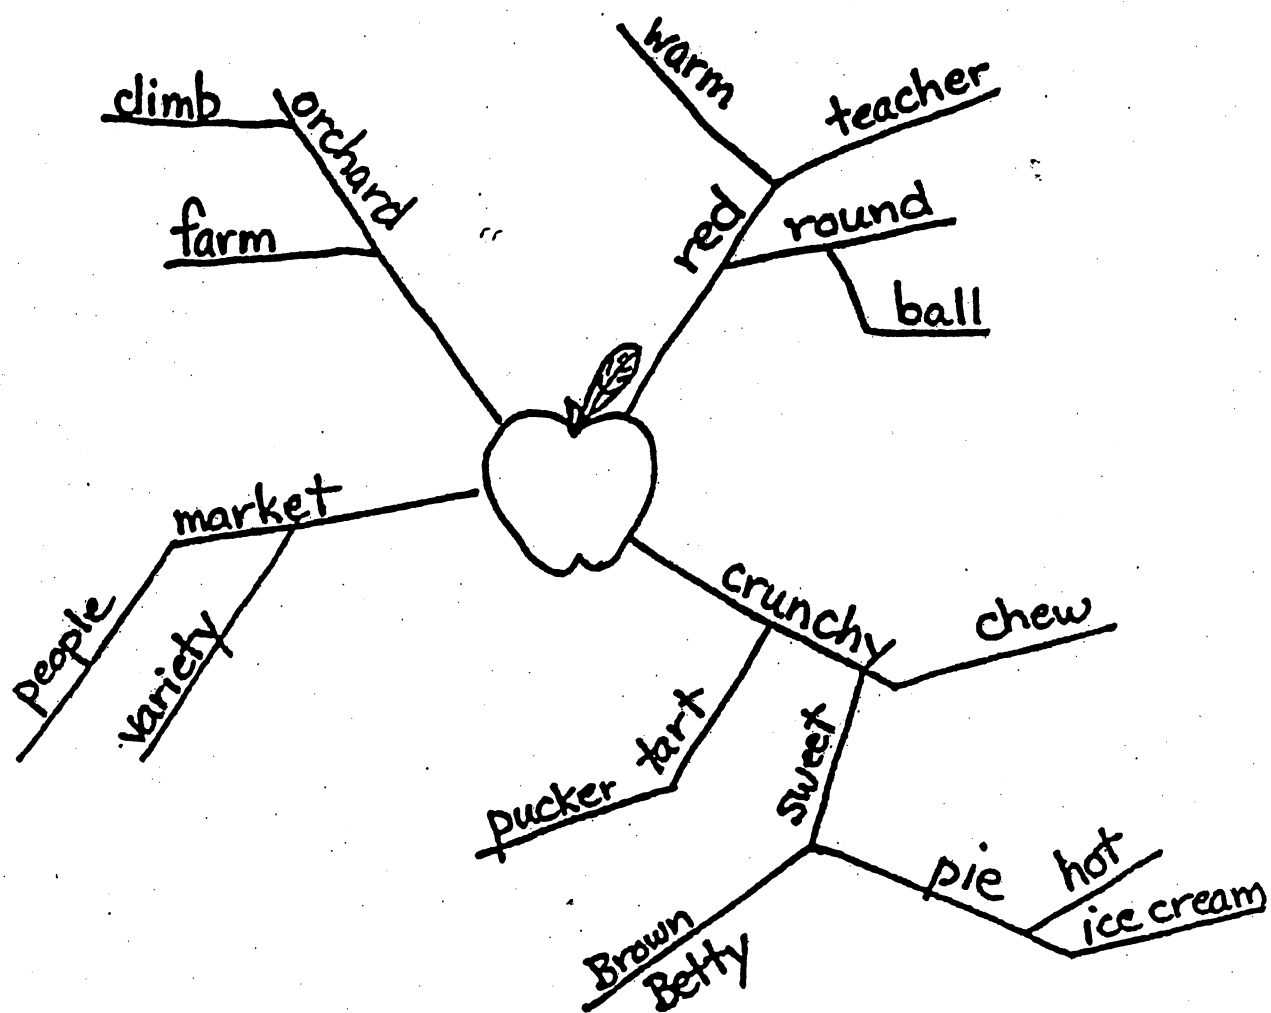 climb
orchard
farm
warm
teacher
red
round
ball
market
people
variety
crunchy
chew
tart
pucker
sweet
pie
hot
ice cream
Brown
Betty